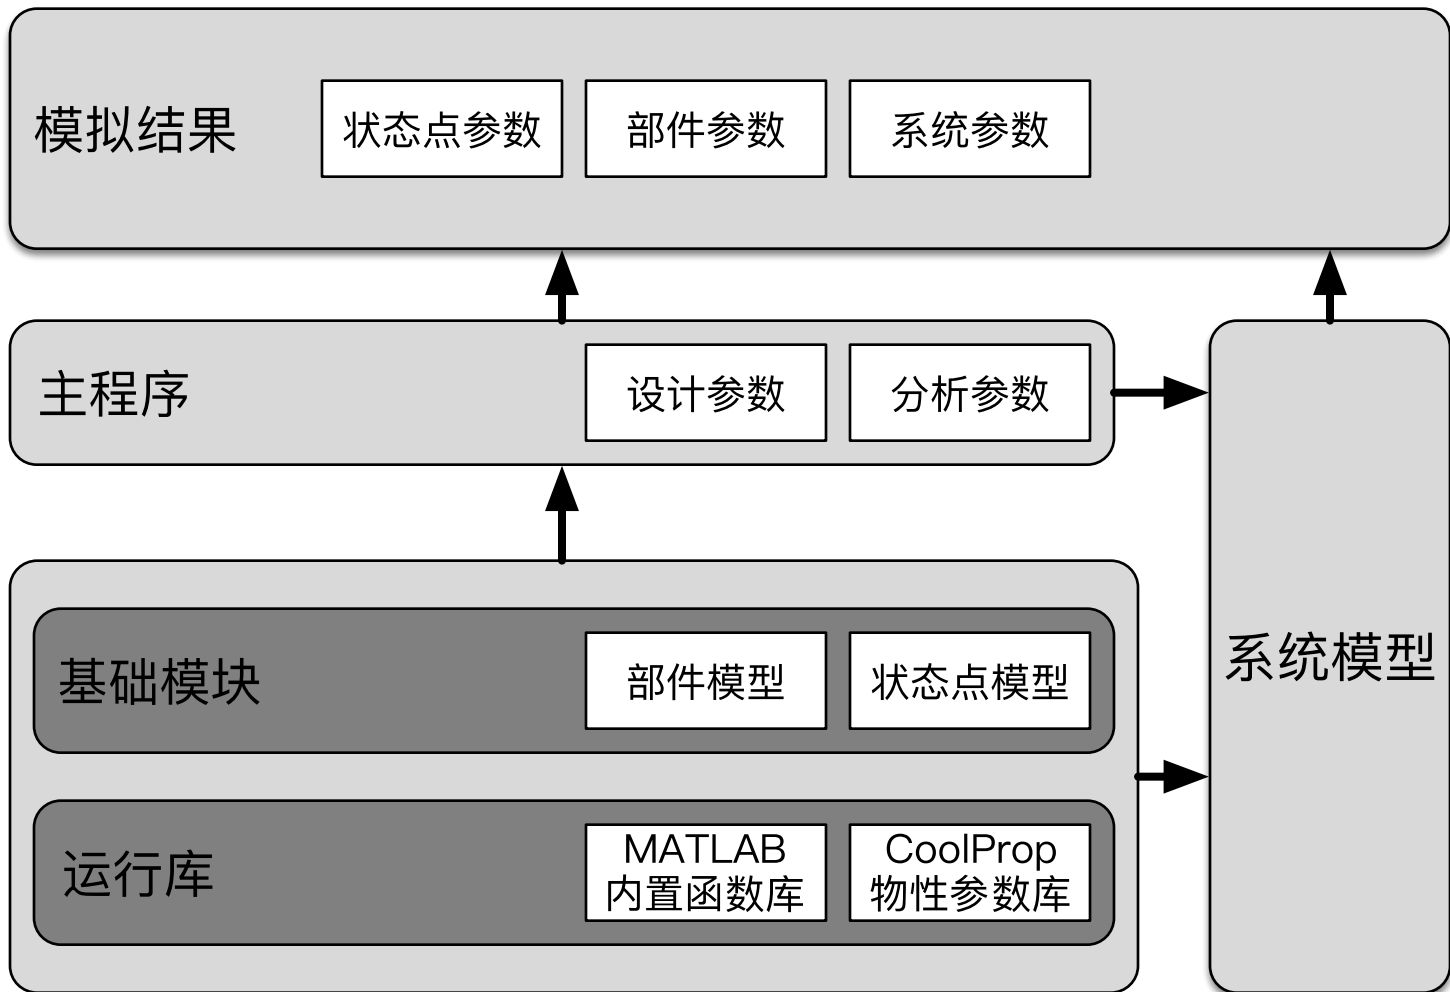 模拟结果
状态点参数
部件参数
系统参数
主程序
设计参数
分析参数
基础模块
部件模型
状态点模型
系统模型
运行库
MATLAB
内置函数库
CoolProp
物性参数库